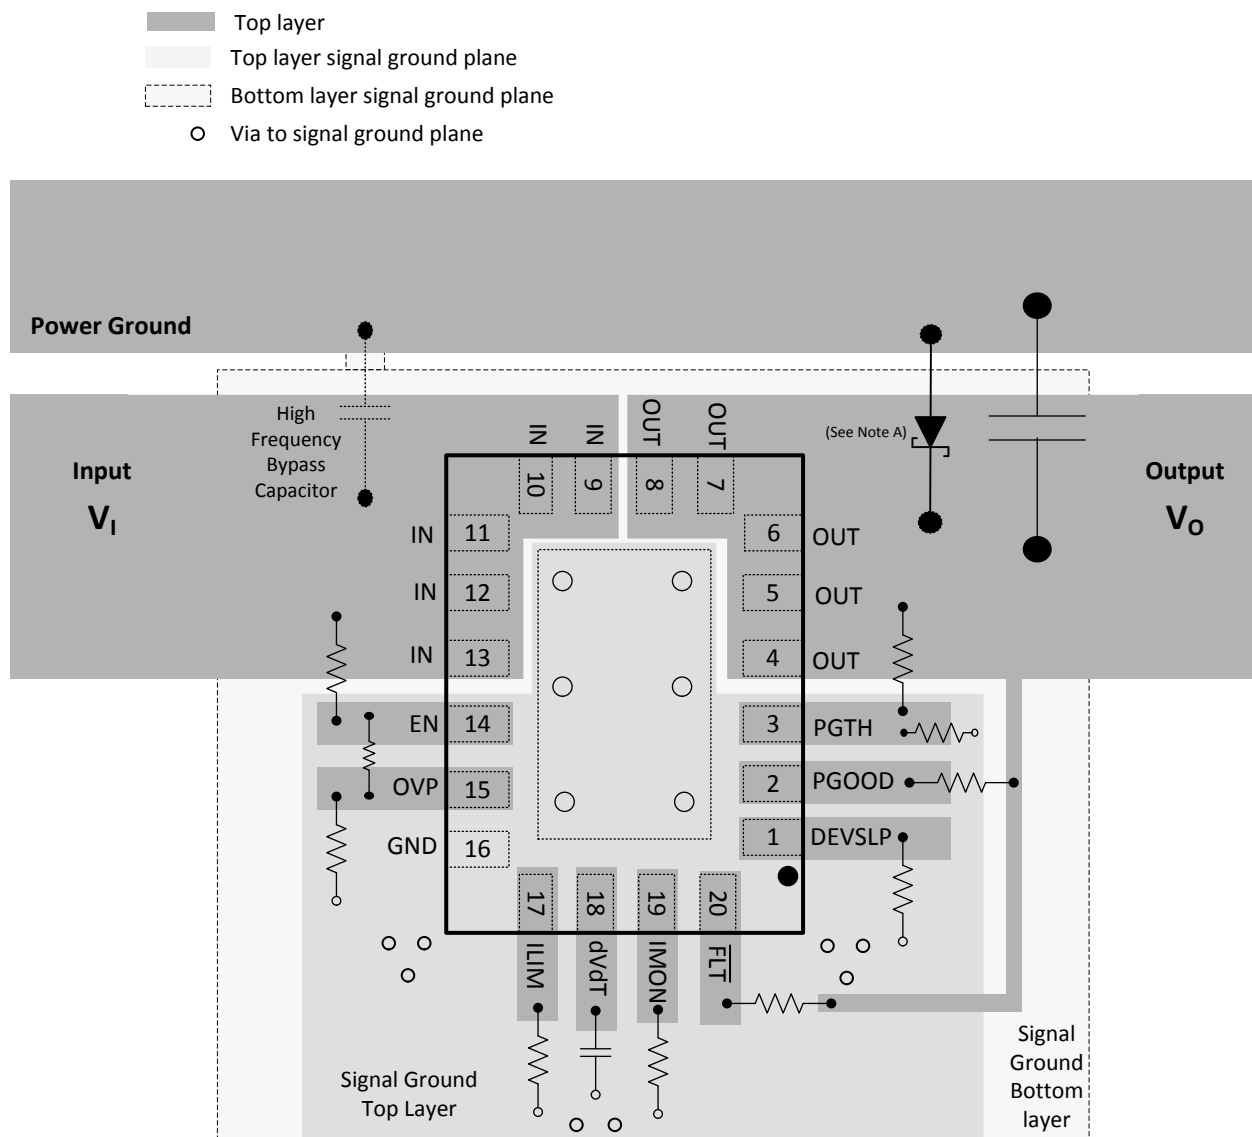 Top layer
Top layer signal ground plane
Bottom layer signal ground plane
Via to signal ground plane
Power Ground
High
Frequency
Bypass
Capacitor
Input
VI
IN
IN
OUT
OUT
(See Note A)
Output
VO
10
9
8
7
IN
11
6
OUT
IN
12
5
OUT
IN
13
4
OUT
EN
14
3
PGTH
OVP
15
2
PGOOD
GND
16
1
DEVSLP
17
18
19
20
ILIM
dVdT
IMON
FLT
Signal Ground
Top Layer
Signal
Ground
Bottom
layer